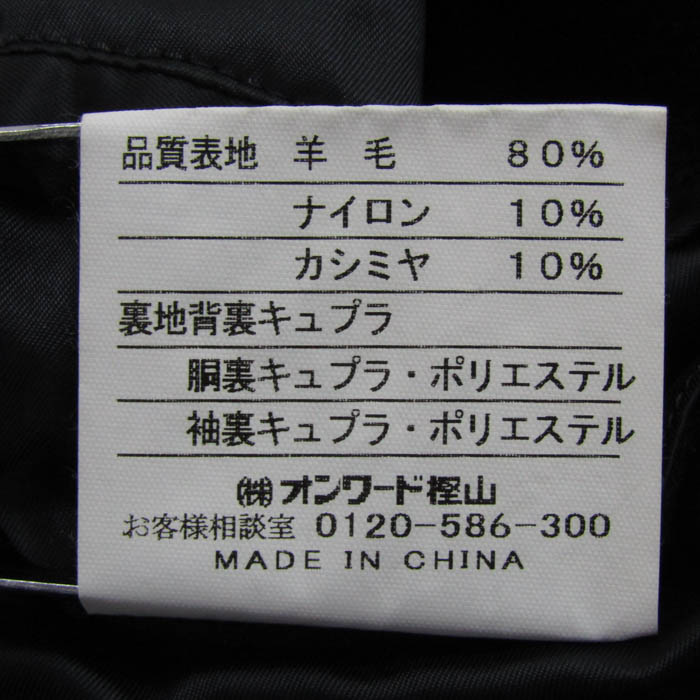 品質表地 羊 毛 80%
ナイロン 10%
カシミヤ 10%
裏地背裏キュプラ
胴裏キュプラ・ポリエステル
袖裏キュプラ・ポリエステル
㈱オンワード樫山
お客様相談室 0120-586-300
MADE IN CHINA